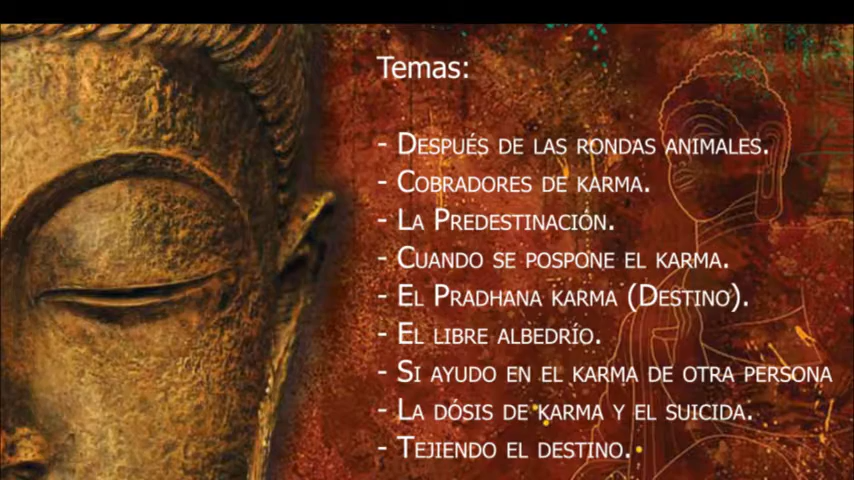 Temas:
- Después de las rondas animales.
- Cobradores de karma.
- La Predestinación.
- Cuando se pospone el karma.
- El Pradhana karma (Destino).
- El libre albedrío.
- Si ayudo en el karma de otra persona
- La dósis de karma y el suicida.
- Tejiendo el destino.